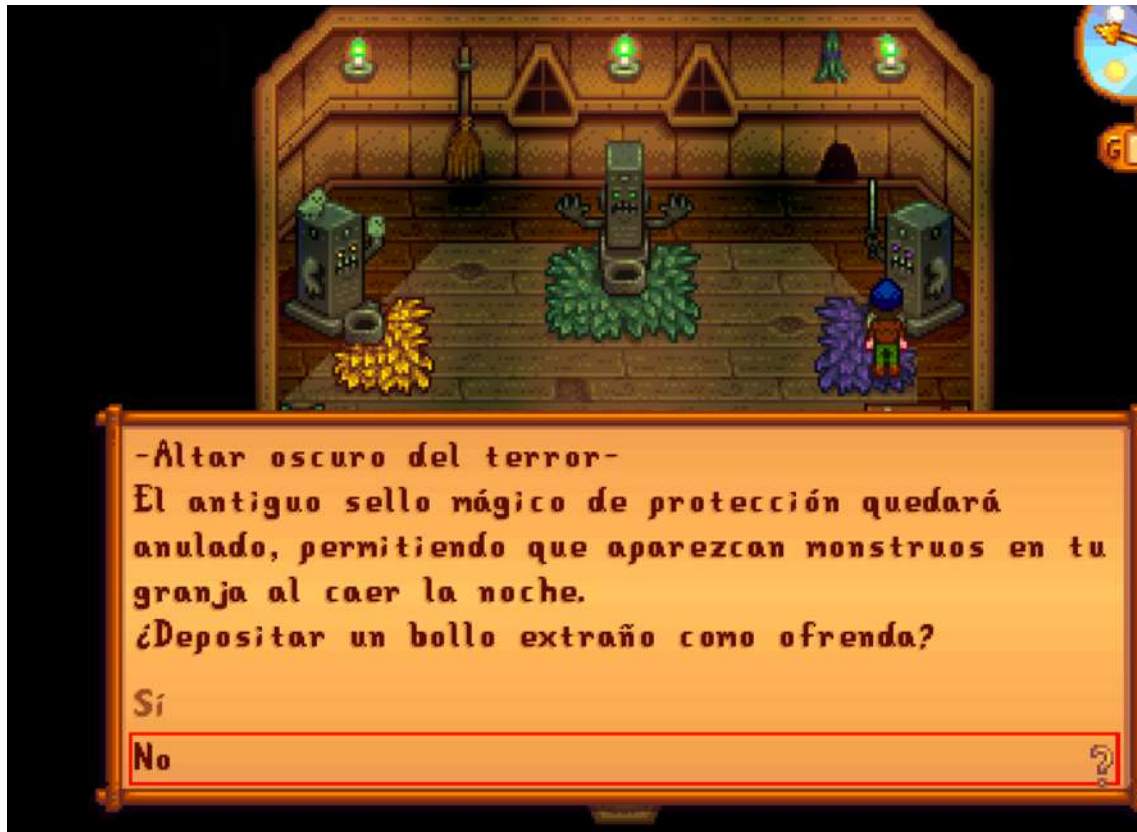 G
-Altar oscuro del terror-
El antiguo sello mágico de protección quedará
anulado, permitiendo que aparezcan monstruos en tu
granja al caer la noche.
¿Depositar un bollo extraño como ofrenda?
Sí
No
?